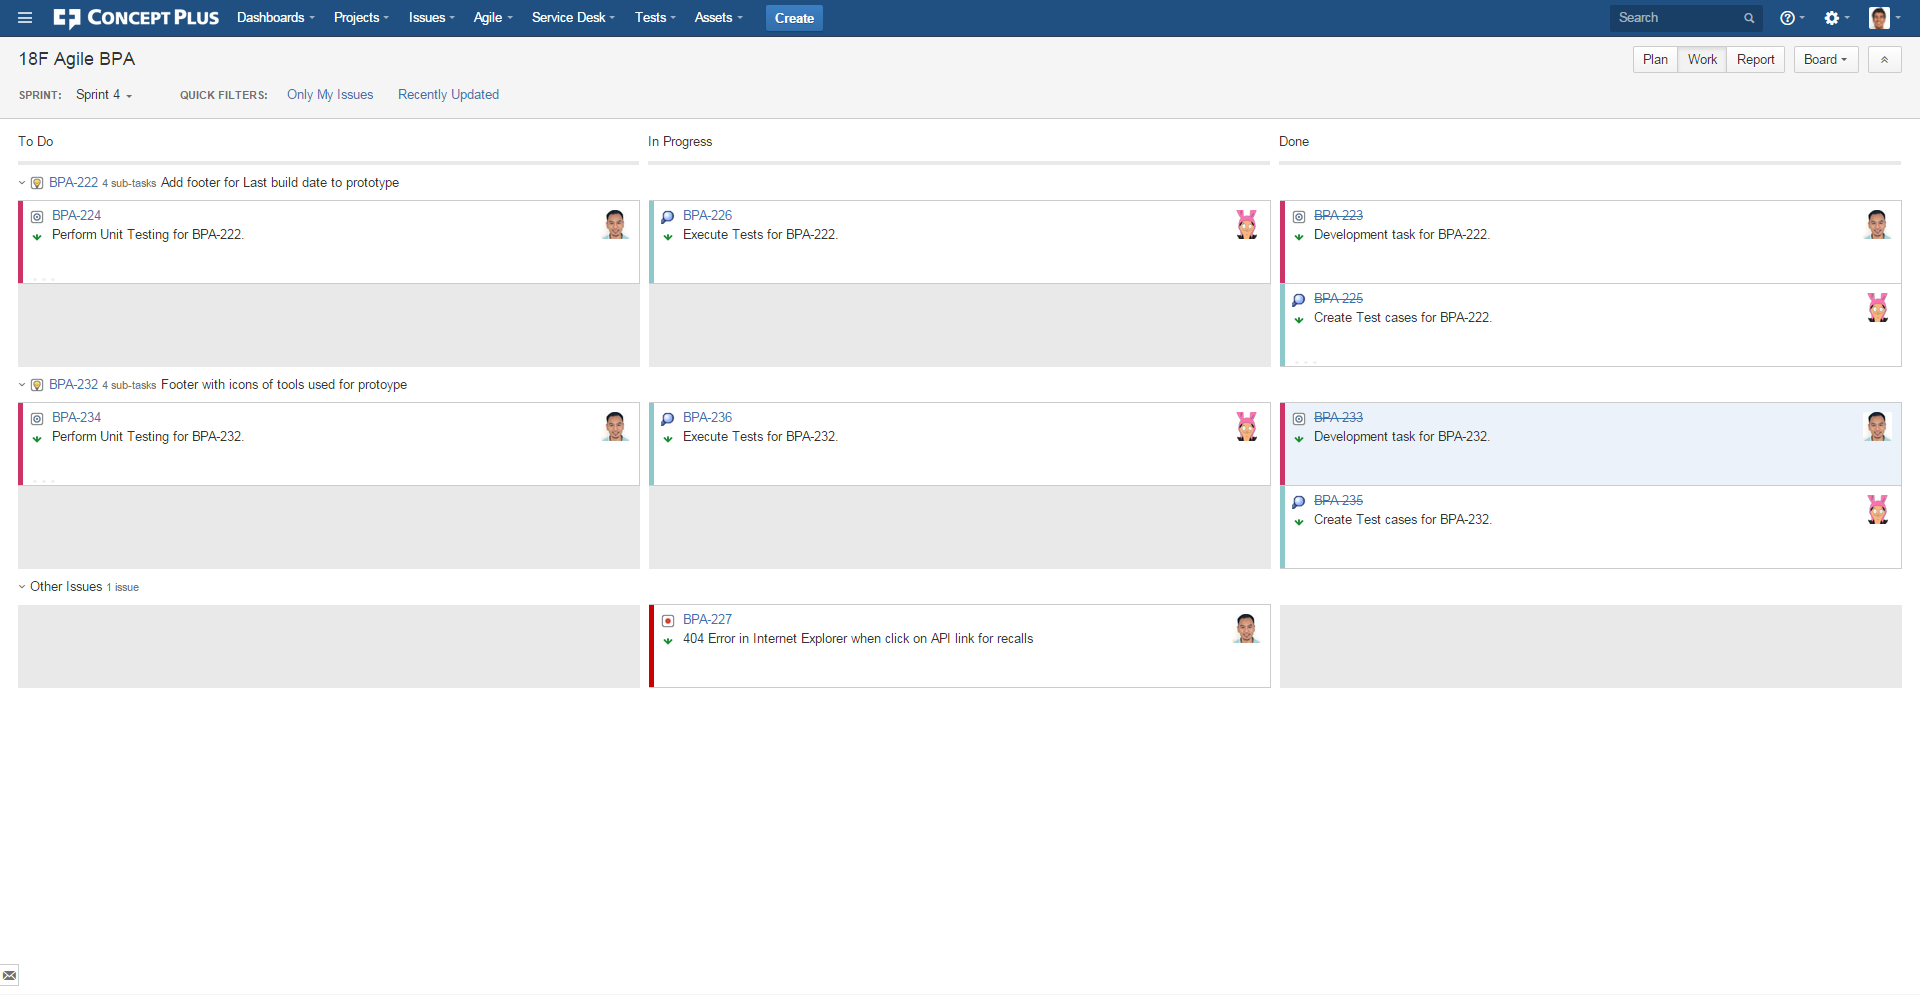 CONCEPT PLUS Dashboards Projects Issues Agile Service Desk Tests Assets Create Search
18F Agile BPA Plan Work Report Board
SPRINT: Sprint 4 QUICK FILTERS: Only My Issues Recently Updated
To Do In Progress Done
BPA-222 4 sub-tasks Add footer for Last build date to prototype
BPA-224
Perform Unit Testing for BPA-222.
BPA-226
Execute Tests for BPA-222.
BPA-223
Development task for BPA-222.
BPA-225
Create Test cases for BPA-222.
BPA-232 4 sub-tasks Footer with icons of tools used for protoype
BPA-234
Perform Unit Testing for BPA-232.
BPA-236
Execute Tests for BPA-232.
BPA-233
Development task for BPA-232.
BPA-235
Create Test cases for BPA-232.
Other Issues 1 issue
BPA-227
404 Error in Internet Explorer when click on API link for recalls